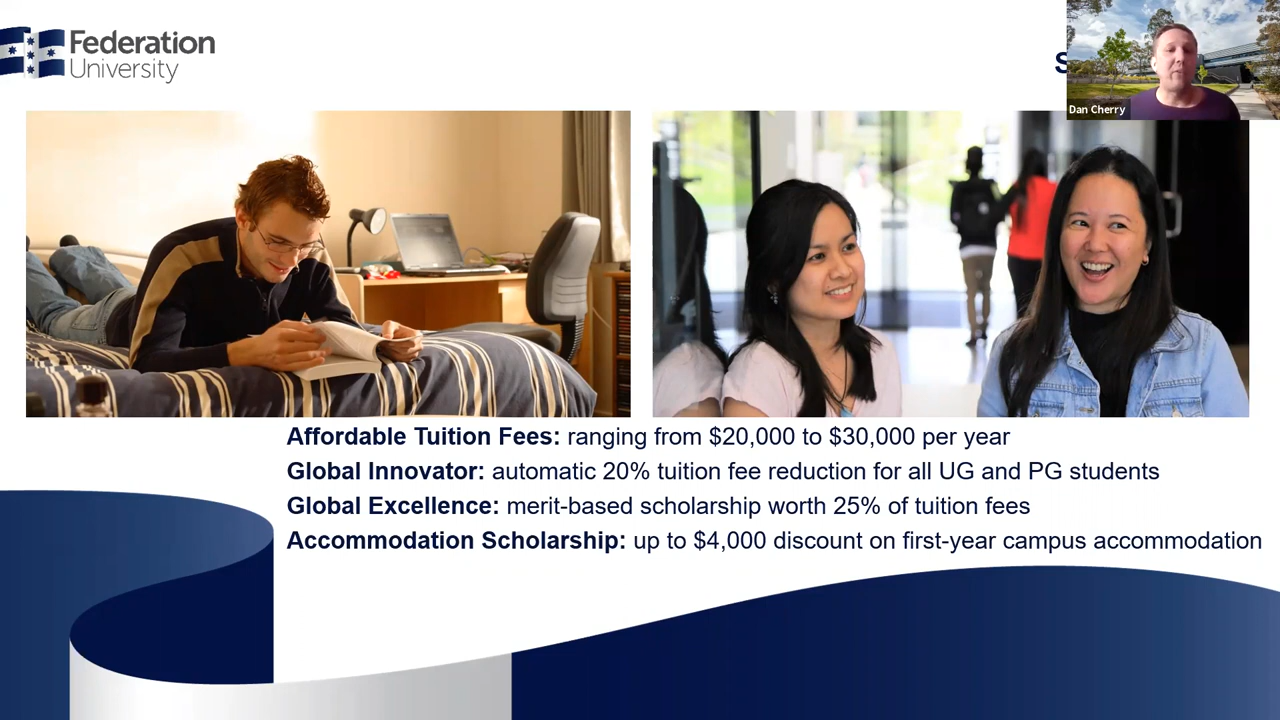 Federation
University
S
Dan Cherry
Affordable Tuition Fees: ranging from $20,000 to $30,000 per year
Global Innovator: automatic 20% tuition fee reduction for all UG and PG students
Global Excellence: merit-based scholarship worth 25% of tuition fees
Accommodation Scholarship: up to $4,000 discount on first-year campus accommodation